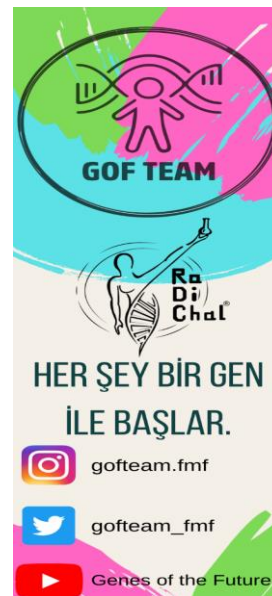 GOF TEAM
Ra
Di
Chal®
HER ŞEY BİR GEN
İLE BAŞLAR.
gofteam.fmf
gofteam_fmf
Genes of the Future